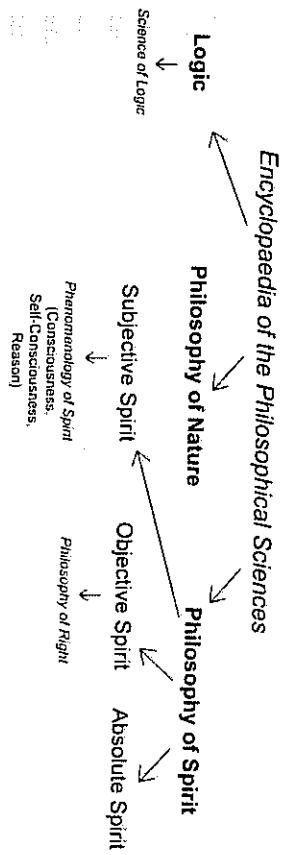 Encyclopaedia of the Philosophical Sciences
Logic
Philosophy of Nature
Philosophy of Spirit
Science of Logic
Subjective Spirit
Objective Spirit
Absolute Spirit
Phenomenology of Spirit
(Consciousness,
Self-Consciousness,
Reason)
Philosophy of Right